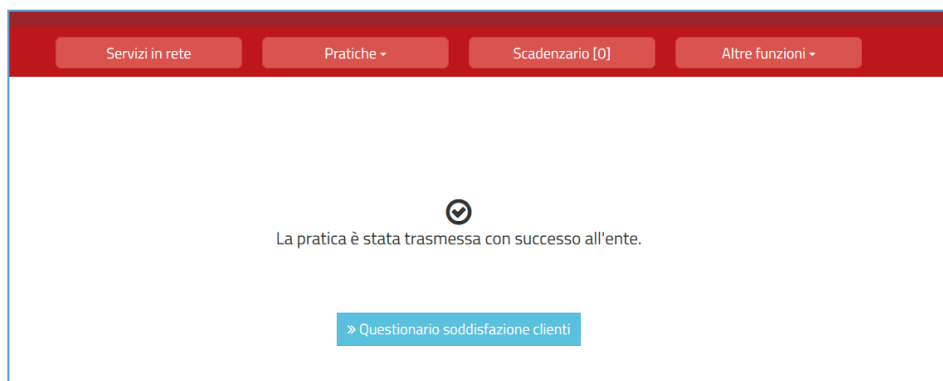 Servizi in rete
Pratiche
Scadenzario [0]
Altre funzioni
La pratica è stata trasmessa con successo all'ente.
» Questionario soddisfazione clienti